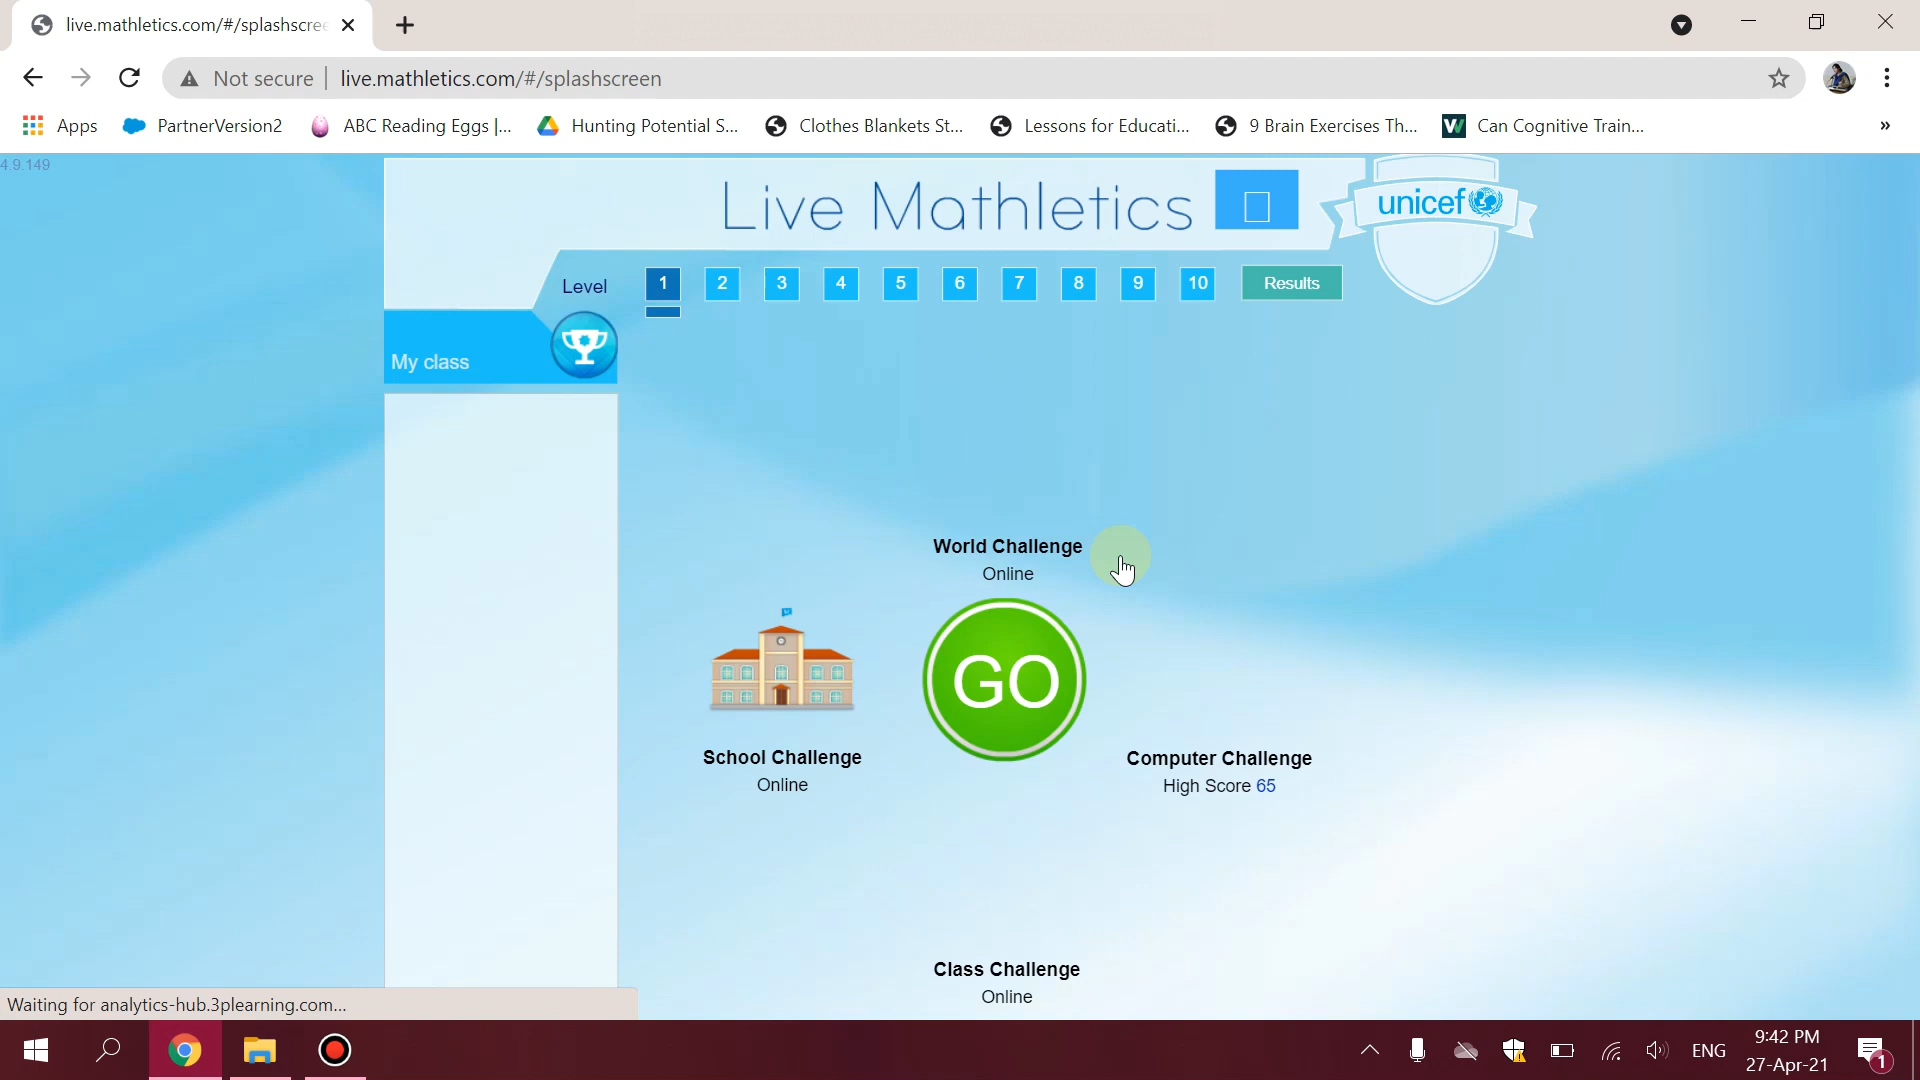 live.mathletics.com/#/splashscree
Not secure
live.mathletics.com/#/splashscreen
Apps
PartnerVersion2
ABC Reading Eggs |...
Hunting Potential S...
Clothes Blankets St...
Lessons for Educati...
9 Brain Exercises Th...
Can Cognitive Train...
»
4.9.149
Live Mathletics
unicef
Level
1 2 3 4 5 6 7 8 9 10
Results
My class
World Challenge
Online
GO
School Challenge
Online
Computer Challenge
High Score 65
Class Challenge
Online
Waiting for analytics-hub.3plearning.com...
ENG
9:42 PM
27-Apr-21
1